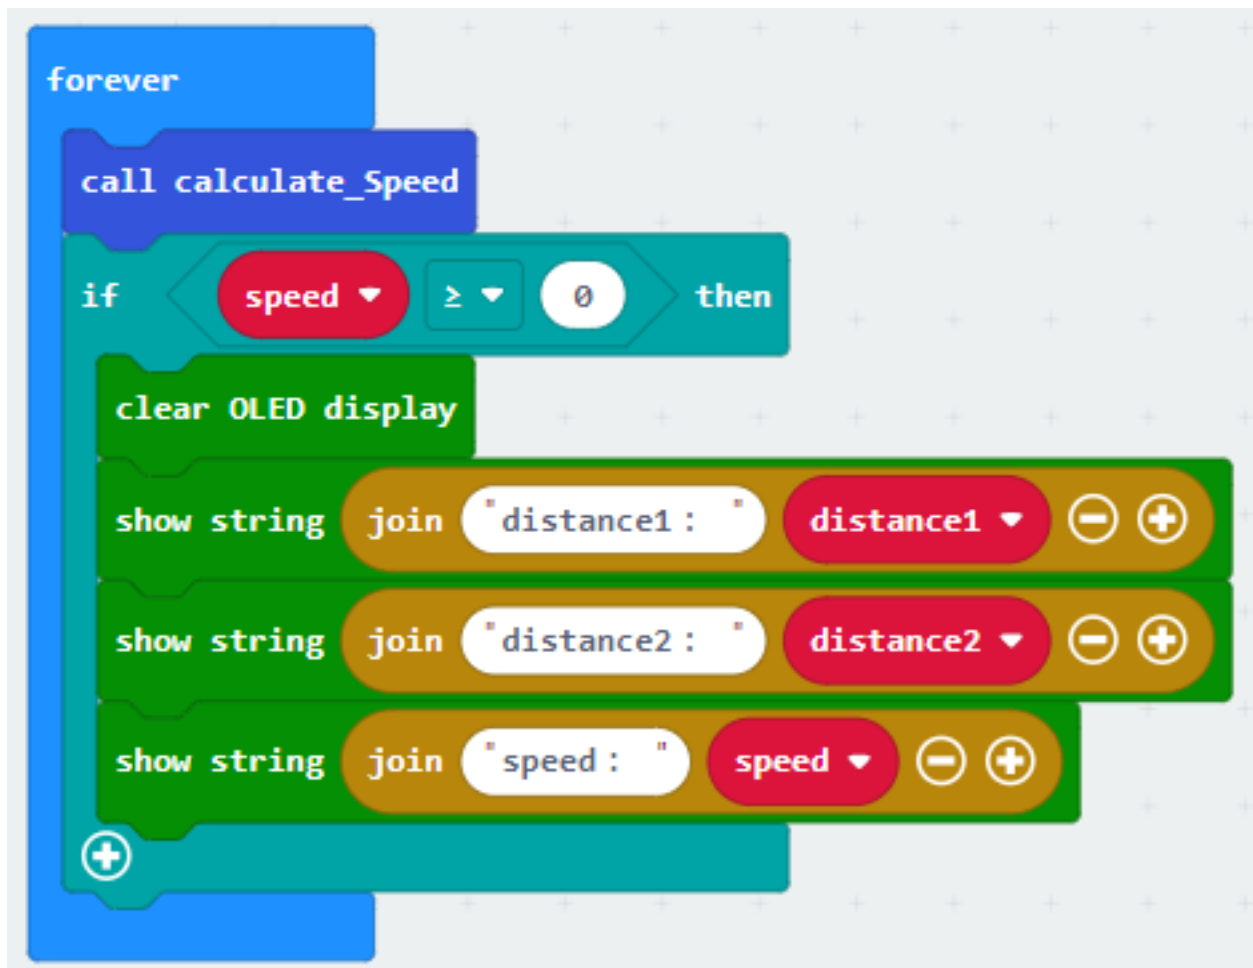 forever
call calculate_Speed
if speed ≥ 0 then
clear OLED display
show string join "distance1: " distance1
show string join "distance2: " distance2
show string join "speed: " speed